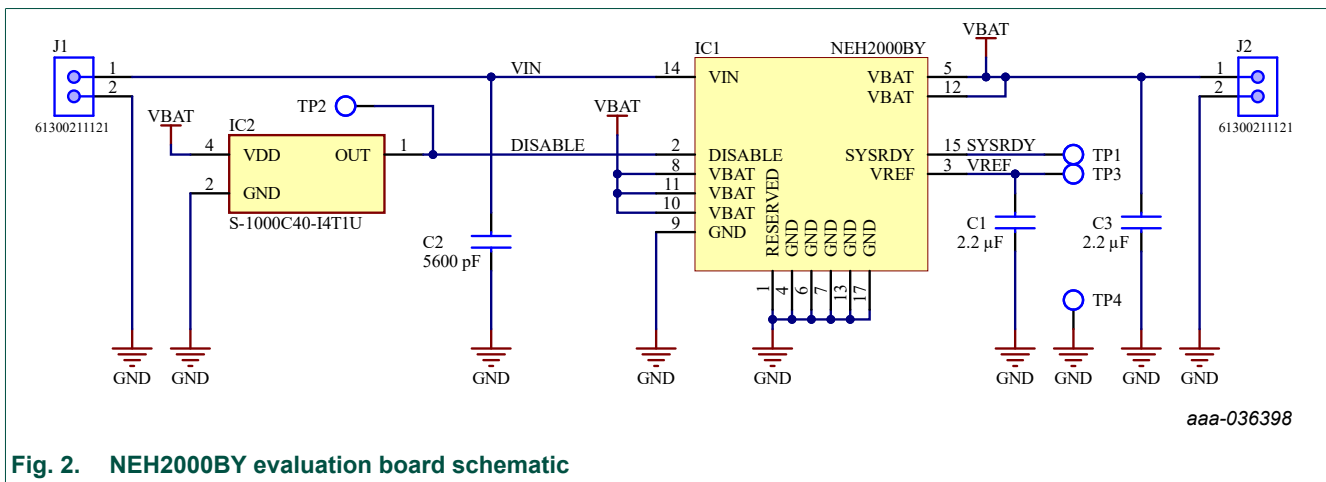 J1
1
2
61300211121
VIN
TP2
VBAT
IC2
4
VDD
OUT
1
2
GND
S-1000C40-I4T1U
DISABLE
C2
5600 pF
VBAT
IC1
NEH2000BY
14
VIN
2
DISABLE
8
VBAT
11
VBAT
10
VBAT
9
GND
RESERVED
GND
GND
GND
GND
GND
1
4
6
7
13
17
VBAT
VBAT
5
VBAT
12
SYSRDY
15
SYSRDY
VREF
3
VREF
TP1
TP3
C1
2.2 µF
C3
2.2 µF
TP4
J2
1
2
61300211121
GND
GND
GND
GND
GND
GND
GND
GND
GND
aaa-036398
Fig. 2. NEH2000BY evaluation board schematic